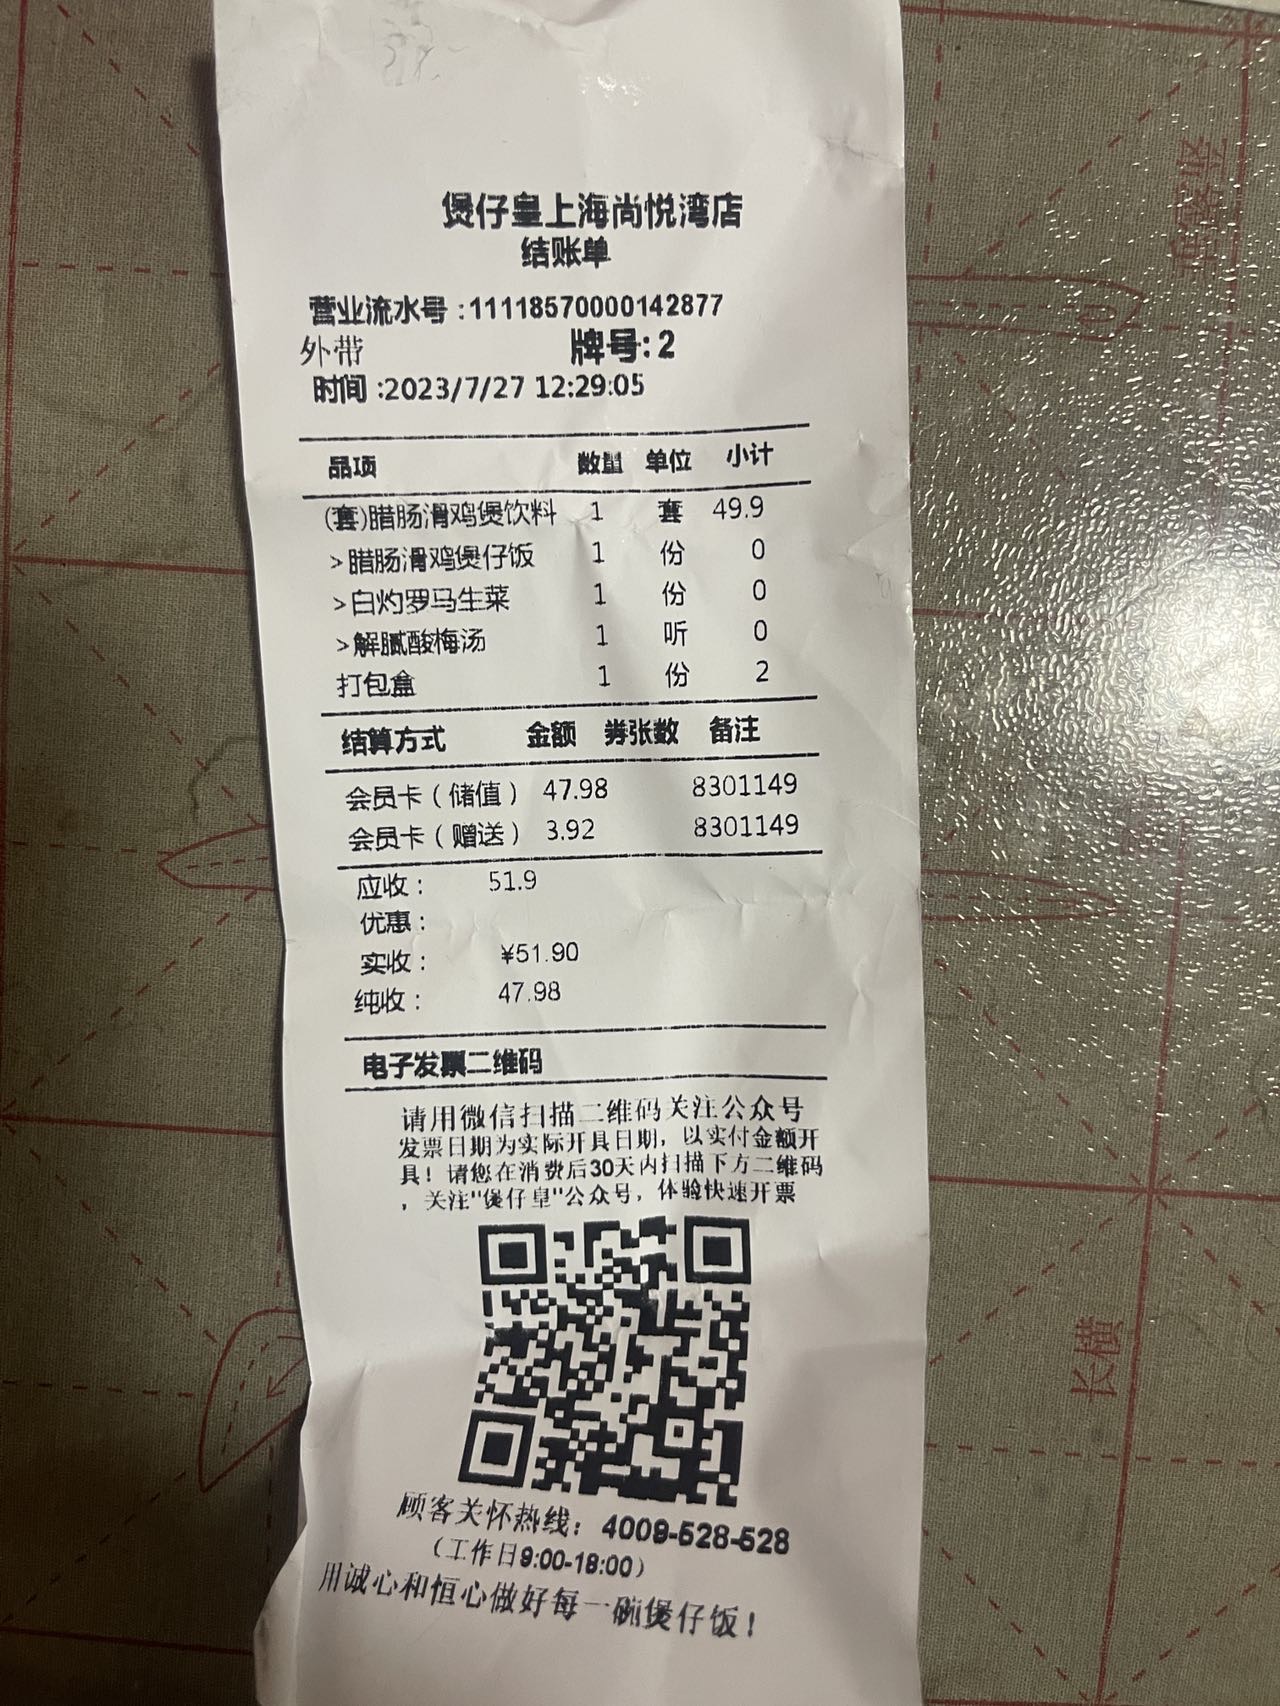 煲仔皇上海尚悦湾店
结账单
营业流水号:11118570000142877
外带 牌号:2
时间:2023/7/27 12:29:05
品项 数量 单位 小计
(套)腊肠滑鸡煲饮料 1 套 49.9
>腊肠滑鸡煲仔饭 1 份 0
>白灼罗马生菜 1 份 0
>解腻酸梅汤 1 听 0
打包盒 1 份 2
结算方式 金额 券张数 备注
会员卡(储值) 47.98 8301149
会员卡(赠送) 3.92 8301149
应收: 51.9
优惠:
实收: ¥51.90
纯收: 47.98
电子发票二维码
请用微信扫描二维码关注公众号
发票日期为实际开具日期，以实付金额开
具！请您在消费后30天内扫描下方二维码
，关注"煲仔皇"公众号，体验快速开票
顾客关怀热线：4009-528-528
（工作日9:00-18:00）
用诚心和恒心做好每一碗煲仔饭！
长横